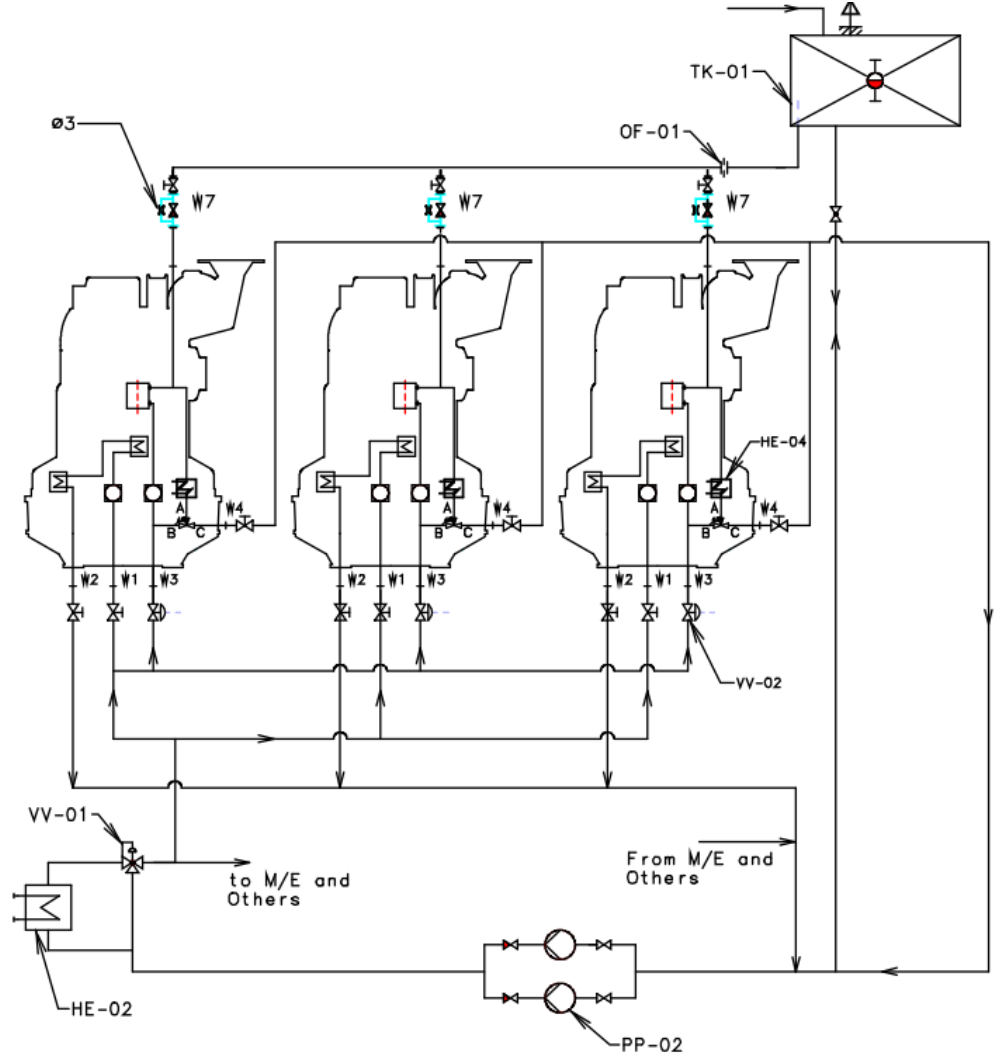 TK-01
ø3
OF-01
W7
W7
W7
HE-04
A
B
C
W4
A
B
C
W4
A
B
C
W4
W2
W1
W3
W2
W1
W3
W2
W1
W3
VV-02
VV-01
to M/E and
Others
From M/E and
Others
HE-02
PP-02